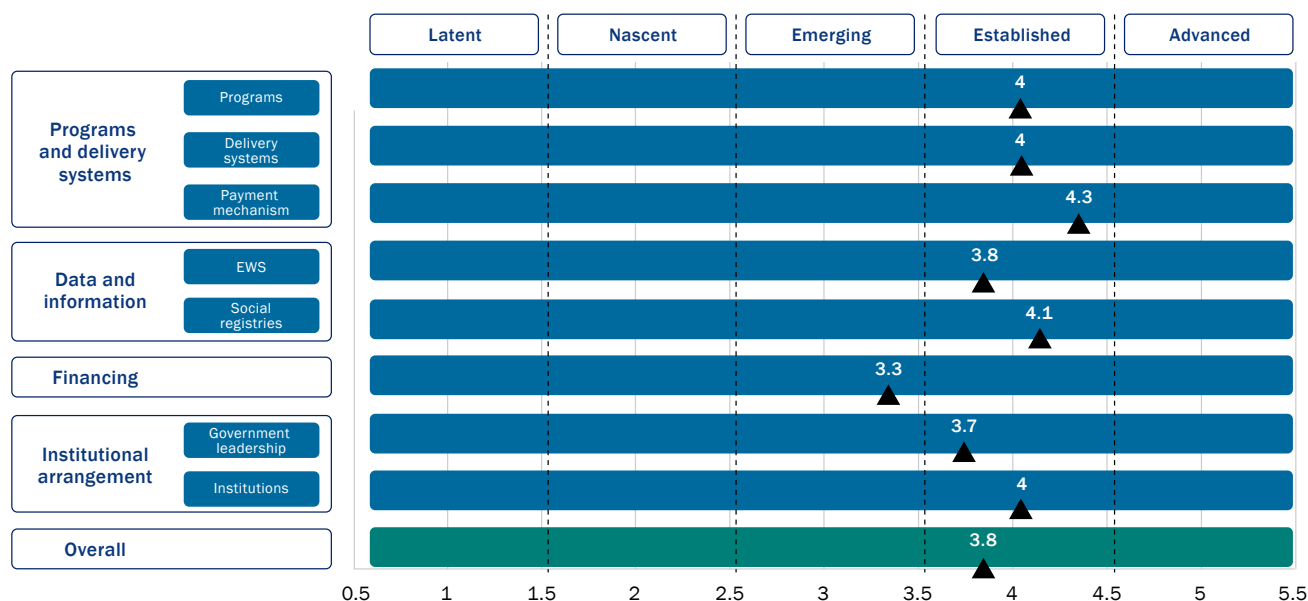 Latent
Nascent
Emerging
Established
Advanced
Programs
and delivery
systems
Programs
Delivery
systems
Payment
mechanism
4
4
4.3
Data and
information
EWS
Social
registries
3.8
4.1
Financing
3.3
Institutional
arrangement
Government
leadership
Institutions
3.7
4
Overall
3.8
0.5 1 1.5 2 2.5 3 3.5 4 4.5 5 5.5